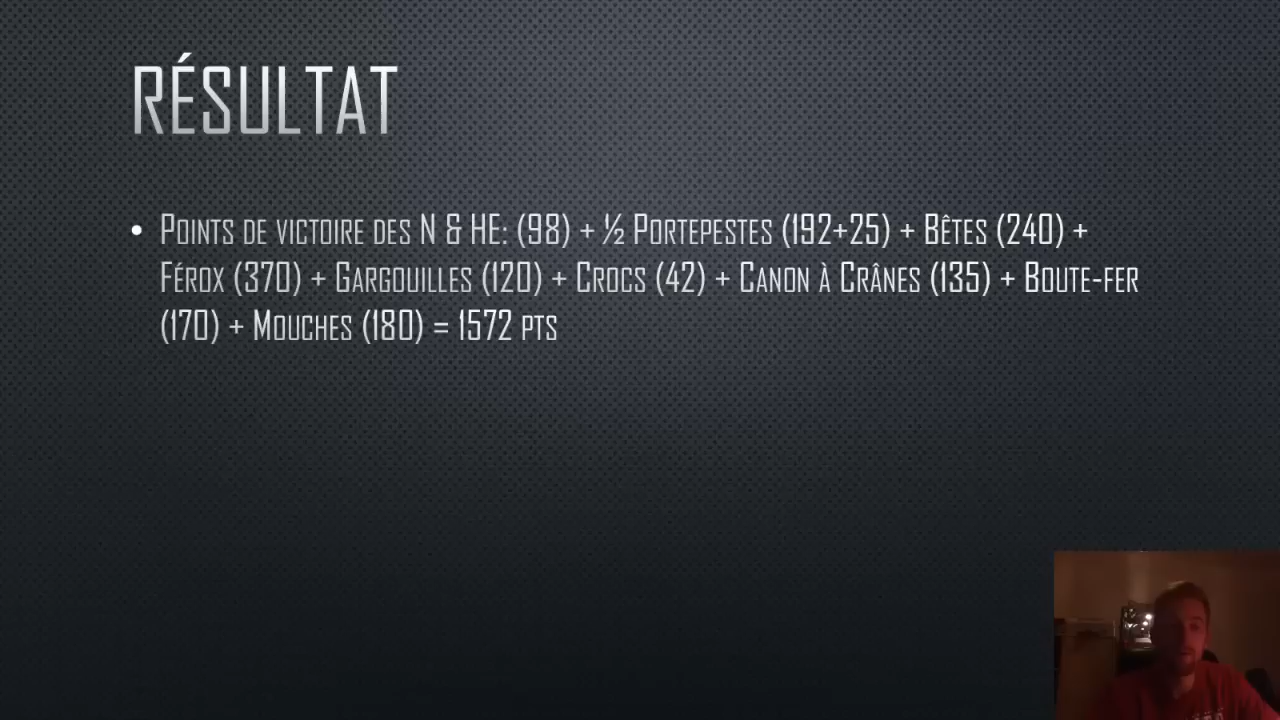 RÉSULTAT
• POINTS DE VICTOIRE DES N & HE: (98) + ½ PORTEPESTES (192+25) + BÊTES (240) +
FÉROX (370) + GARGOUILLES (120) + CROCS (42) + CANON À CRÂNES (135) + BOUTE-FER
(170) + MOUCHES (180) = 1572 PTS